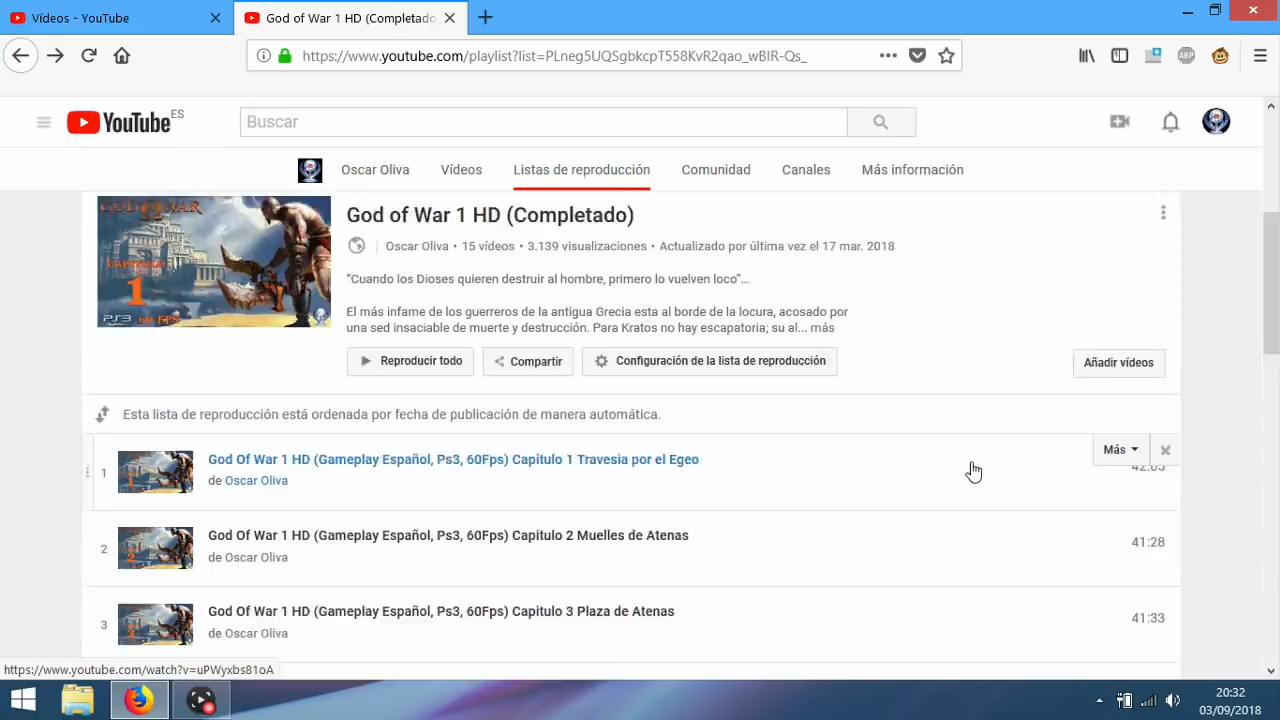 Vídeos - YouTube
God of War 1 HD (Completado
https://www.youtube.com/playlist?list=PLneg5UQSgbkcpT558KvR2qao_wBIR-Qs_
ABP
YouTube ES
Buscar
Oscar Oliva
Vídeos
Listas de reproducción
Comunidad
Canales
Más información
GOD OF WAR
CAPITULO
1
PS3 60 FPS
God of War 1 HD (Completado)
Oscar Oliva • 15 vídeos • 3.139 visualizaciones • Actualizado por última vez el 17 mar. 2018
"Cuando los Dioses quieren destruir al hombre, primero lo vuelven loco"...
El más infame de los guerreros de la antigua Grecia esta al borde de la locura, acosado por
una sed insaciable de muerte y destrucción. Para Kratos no hay escapatoria; su al... más
Reproducir todo
Compartir
Configuración de la lista de reproducción
Añadir vídeos
Esta lista de reproducción está ordenada por fecha de publicación de manera automática.
1
God Of War 1 HD (Gameplay Español, Ps3, 60Fps) Capitulo 1 Travesia por el Egeo
de Oscar Oliva
Más
2
God Of War 1 HD (Gameplay Español, Ps3, 60Fps) Capitulo 2 Muelles de Atenas
de Oscar Oliva
41:28
3
God Of War 1 HD (Gameplay Español, Ps3, 60Fps) Capitulo 3 Plaza de Atenas
de Oscar Oliva
41:33
https://www.youtube.com/watch?v=uPWyxbs81oA
20:32
03/09/2018